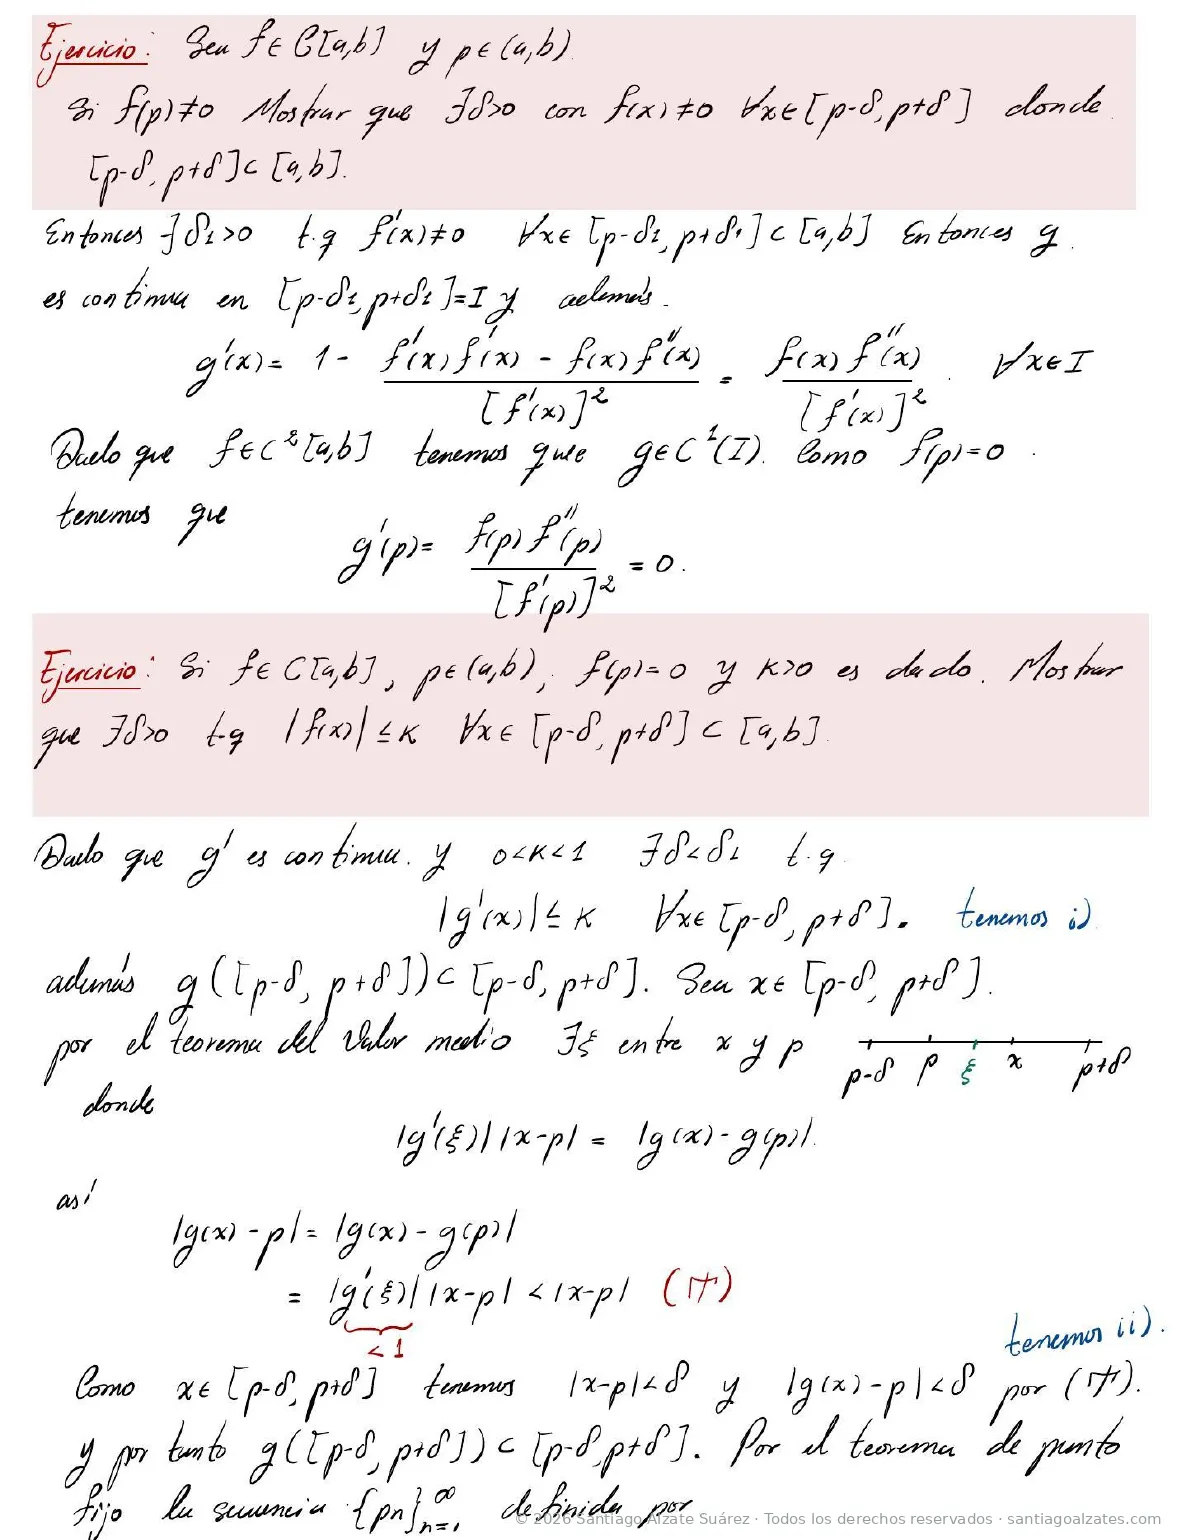 Ejercicio: Sea f ∈ C[a,b] y p ∈ (a,b).
Si f(p) ≠ 0 Mostrar que ∃δ>0 con f(x) ≠ 0 ∀x ∈ [p-δ, p+δ] donde
[p-δ, p+δ] ⊂ [a,b].
Entonces ∃ δ1>0 t.q f'(x) ≠ 0 ∀x ∈ [p-δ1, p+δ1] ⊂ [a,b] Entonces g
es continua en [p-δ1, p+δ1] = I y además.
g'(x) = 1 - (f'(x) f'(x) - f(x) f''(x)) / [f'(x)]² = f(x) f''(x) / [f'(x)]² . ∀x ∈ I
Dado que f ∈ C²[a,b] tenemos que g ∈ C¹(I). Como f(p) = 0
tenemos que
g'(p) = f(p) f''(p) / [f'(p)]² = 0.
Ejercicio: Si f ∈ C[a,b], p ∈ (a,b), f(p) = 0 y K>0 es dado. Mostrar
que ∃δ>0 t.q |f(x)| ≤ K ∀x ∈ [p-δ, p+δ] ⊂ [a,b].
Dado que g' es continua. y 0<K<1 ∃δ<δ1 t.q
|g'(x)| ≤ K ∀x ∈ [p-δ, p+δ]. tenemos i)
además g([p-δ, p+δ]) ⊂ [p-δ, p+δ]. Sea x ∈ [p-δ, p+δ].
por el teorema del Valor medio ∃ξ entre x y p
p-δ p ξ x p+δ
donde
|g'(ξ)| |x-p| = |g(x) - g(p)|.
así
|g(x) - p| = |g(x) - g(p)|
= |g'(ξ)| |x-p| < |x-p|
< 1
tenemos ii).
Como x ∈ [p-δ, p+δ] tenemos |x-p| < δ y |g(x) - p| < δ por
y por tanto g([p-δ, p+δ]) ⊂ [p-δ, p+δ]. Por el teorema de punto
fijo la secuencia {pn}_{n=1}^∞ definida por
© 2026 Santiago Alzate Suárez · Todos los derechos reservados · santiagoalzates.com